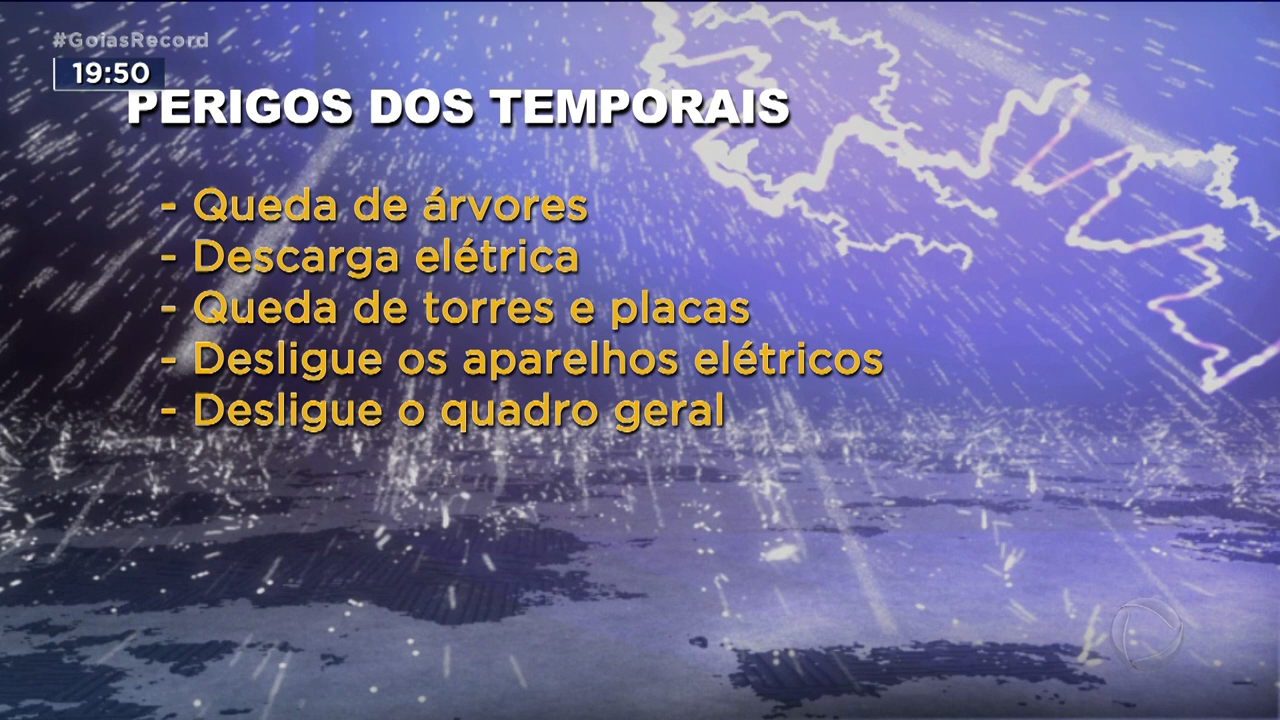 #GoiasRecord
19:50
PERIGOS DOS TEMPORAIS
- Queda de árvores
- Descarga elétrica
- Queda de torres e placas
- Desligue os aparelhos elétricos
- Desligue o quadro geral